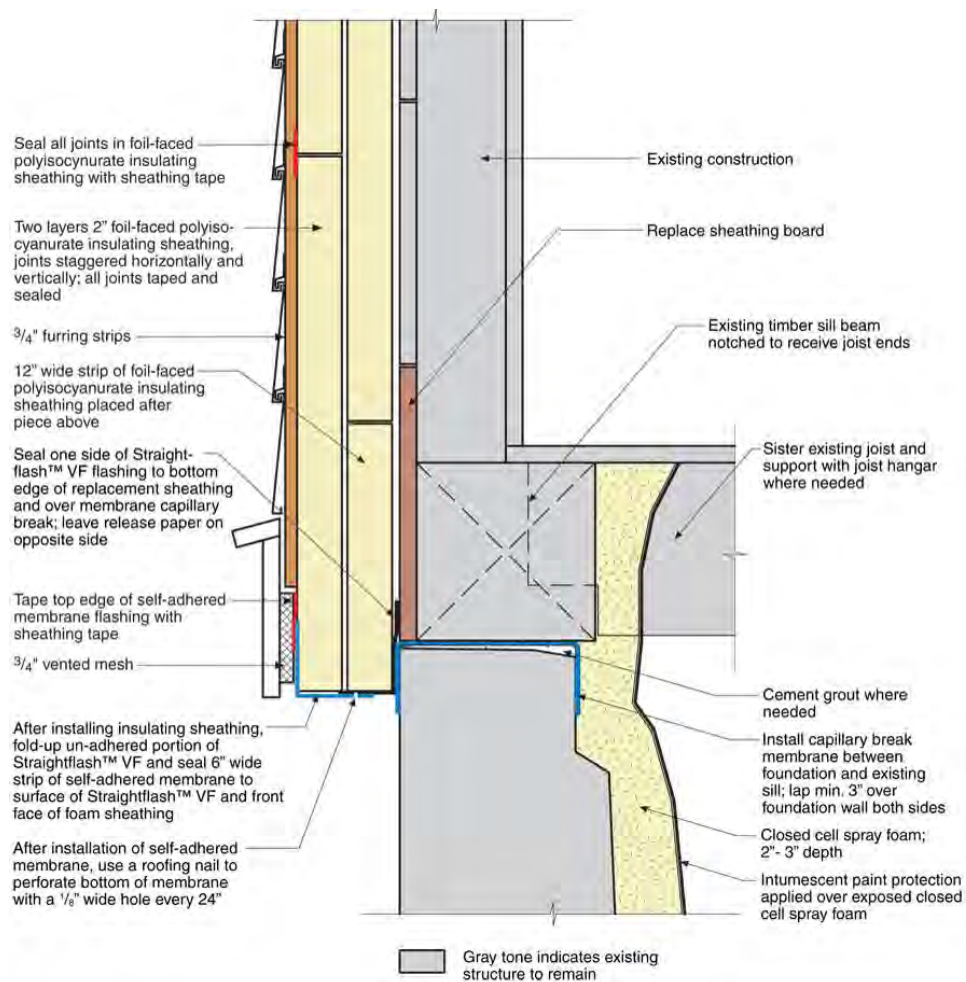 Seal all joints in foil-faced
polyisocynurate insulating
sheathing with sheathing tape
Two layers 2" foil-faced polyiso-
cyanurate insulating sheathing,
joints staggered horizontally and
vertically; all joints taped and
sealed
3/4" furring strips
12" wide strip of foil-faced
polyisocyanurate insulating
sheathing placed after
piece above
Seal one side of Straight-
flash™ VF flashing to bottom
edge of replacement sheathing
and over membrane capillary
break; leave release paper on
opposite side
Tape top edge of self-adhered
membrane flashing with
sheathing tape
3/4" vented mesh
After installing insulating sheathing,
fold-up un-adhered portion of
Straightflash™ VF and seal 6" wide
strip of self-adhered membrane to
surface of Straightflash™ VF and front
face of foam sheathing
After installation of self-adhered
membrane, use a roofing nail to
perforate bottom of membrane
with a 1/8" wide hole every 24"
Existing construction
Replace sheathing board
Existing timber sill beam
notched to receive joist ends
Sister existing joist and
support with joist hangar
where needed
Cement grout where
needed
Install capillary break
membrane between
foundation and existing
sill; lap min. 3" over
foundation wall both sides
Closed cell spray foam;
2"- 3" depth
Intumescent paint protection
applied over exposed closed
cell spray foam
Gray tone indicates existing
structure to remain